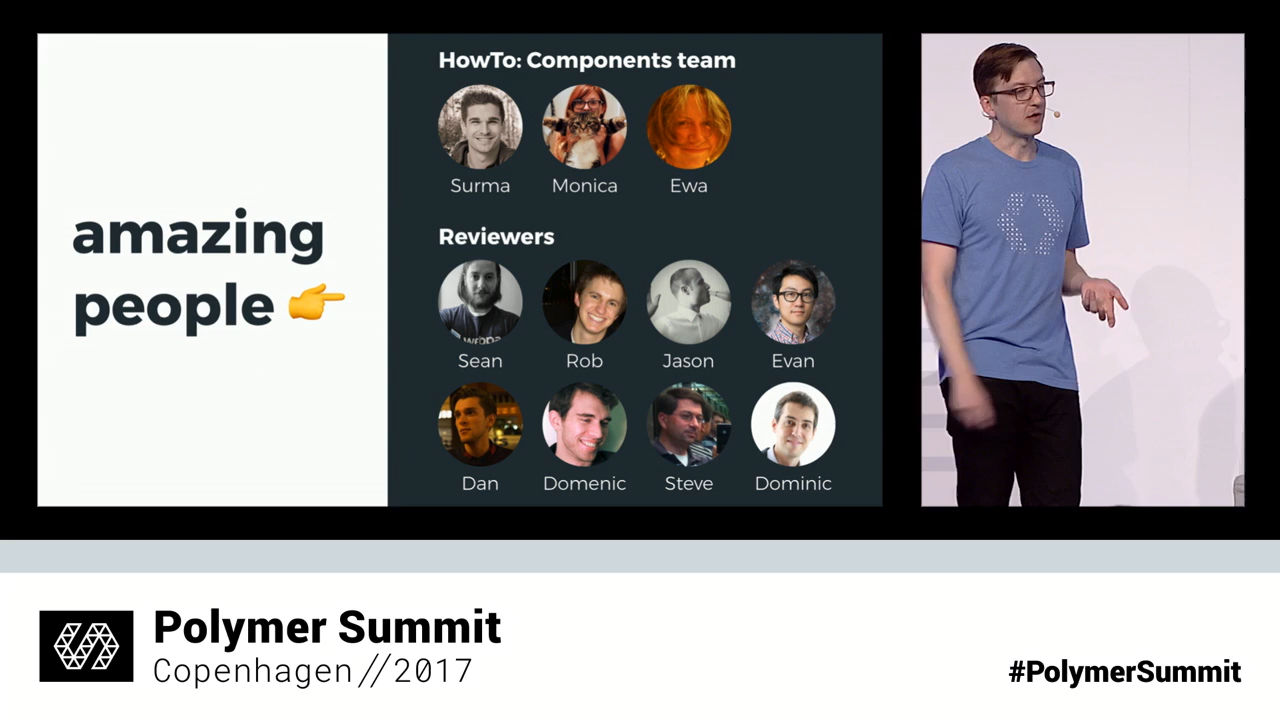 amazing
people 👉
HowTo: Components team
Surma Monica Ewa
Reviewers
Sean Rob Jason Evan
Dan Domenic Steve Dominic
Polymer Summit
Copenhagen//2017
#PolymerSummit